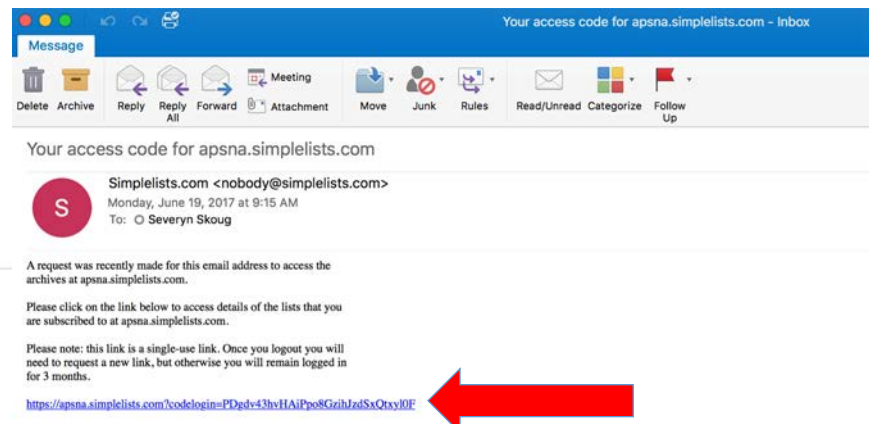 Your access code for apsna.simplelists.com - Inbox
Message
Meeting
Attachment
Delete Archive Reply Reply All Forward Move Junk Rules Read/Unread Categorize Follow Up
Your access code for apsna.simplelists.com
S
Simplelists.com <nobody@simplelists.com>
Monday, June 19, 2017 at 9:15 AM
To: Severyn Skoug
A request was recently made for this email address to access the
archives at apsna.simplelists.com.
Please click on the link below to access details of the lists that you
are subscribed to at apsna.simplelists.com.
Please note: this link is a single-use link. Once you logout you will
need to request a new link, but otherwise you will remain logged in
for 3 months.
https://apsna.simplelists.com?codelogin=PDgdv43hvHAiPpo8GzihJzdSxQtxyl0F